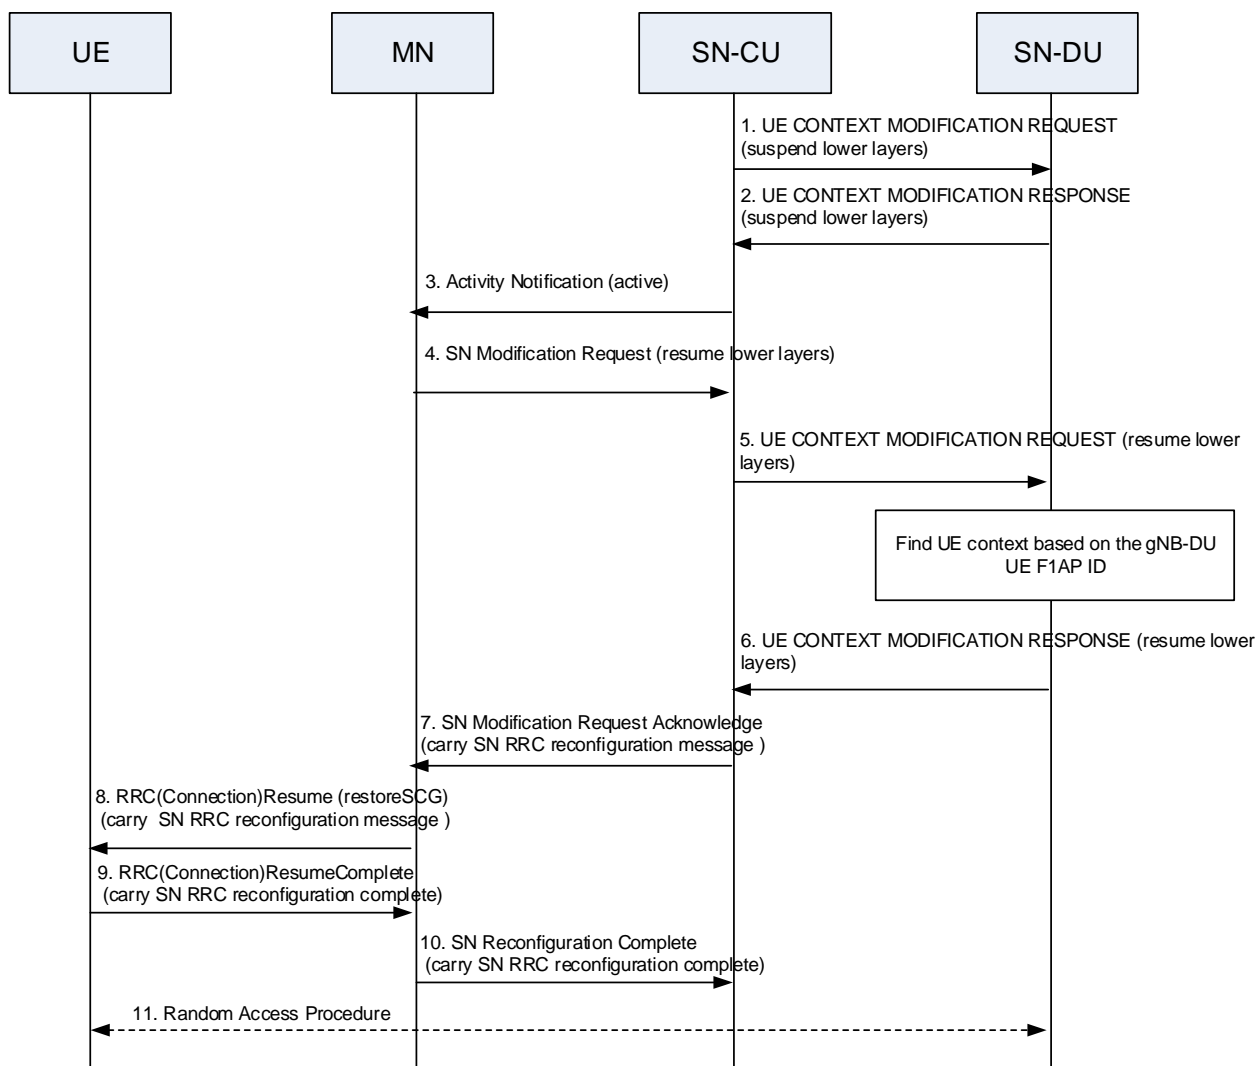 UE
MN
SN-CU
SN-DU
1. UE CONTEXT MODIFICATION REQUEST
(suspend lower layers)
2. UE CONTEXT MODIFICATION RESPONSE
(suspend lower layers)
3. Activity Notification (active)
4. SN Modification Request (resume lower layers)
5. UE CONTEXT MODIFICATION REQUEST (resume lower
layers)
Find UE context based on the gNB-DU
UE F1AP ID
6. UE CONTEXT MODIFICATION RESPONSE (resume lower
layers)
7. SN Modification Request Acknowledge
(carry SN RRC reconfiguration message )
8. RRC(Connection)Resume (restoreSCG)
(carry SN RRC reconfiguration message )
9. RRC(Connection)ResumeComplete
(carry SN RRC reconfiguration complete)
10. SN Reconfiguration Complete
(carry SN RRC reconfiguration complete)
11. Random Access Procedure